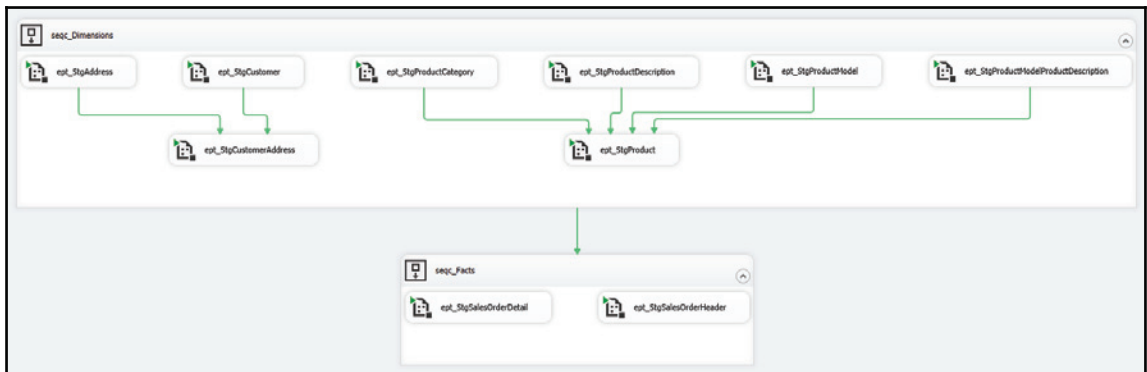 seqc_Dimensions
ept_StgAddress
ept_StgCustomer
ept_StgProductCategory
ept_StgProductDescription
ept_StgProductModel
ept_StgProductModelProductDescription
ept_StgCustomerAddress
ept_StgProduct
seqc_Facts
ept_StgSalesOrderDetail
ept_StgSalesOrderHeader